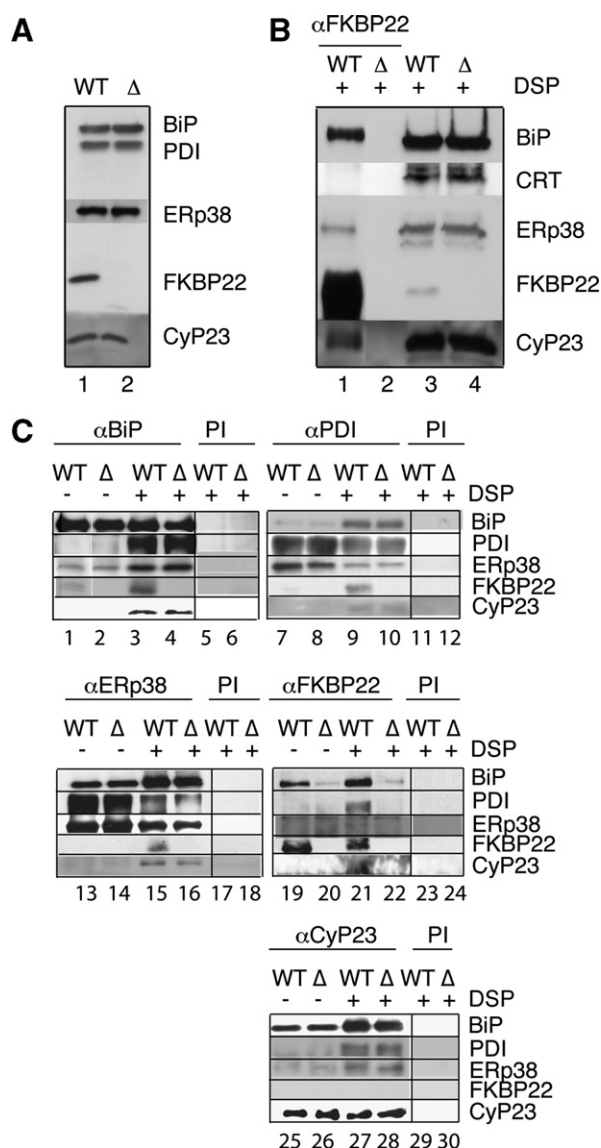 A
WT Δ
BiP
PDI
ERp38
FKBP22
CyP23
1 2
B
αFKBP22
WT Δ WT Δ
+ + + + DSP
BiP
CRT
ERp38
FKBP22
CyP23
1 2 3 4
C
αBiP PI αPDI PI
WT Δ WT Δ WT Δ WT Δ WT Δ WT Δ
- - + + + + - - + + + + DSP
BiP
PDI
ERp38
FKBP22
CyP23
1 2 3 4 5 6 7 8 9 10 11 12
αERp38 PI αFKBP22 PI
WT Δ WT Δ WT Δ WT Δ WT Δ WT Δ
- - + + + + - - + + + + DSP
BiP
PDI
ERp38
FKBP22
CyP23
13 14 15 16 17 18 19 20 21 22 23 24
αCyP23 PI
WT Δ WT Δ WT Δ
- - + + + + DSP
BiP
PDI
ERp38
FKBP22
CyP23
25 26 27 28 29 30